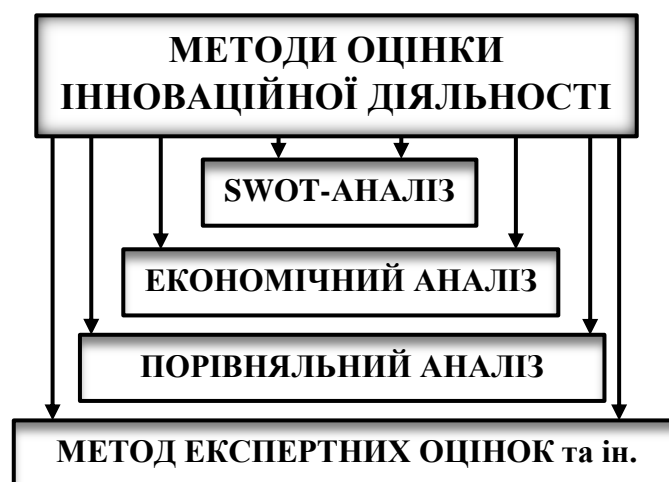 МЕТОДИ ОЦІНКИ
ІННОВАЦІЙНОЇ ДІЯЛЬНОСТІ
SWOT-АНАЛІЗ
ЕКОНОМІЧНИЙ АНАЛІЗ
ПОРІВНЯЛЬНИЙ АНАЛІЗ
МЕТОД ЕКСПЕРТНИХ ОЦІНОК та ін.